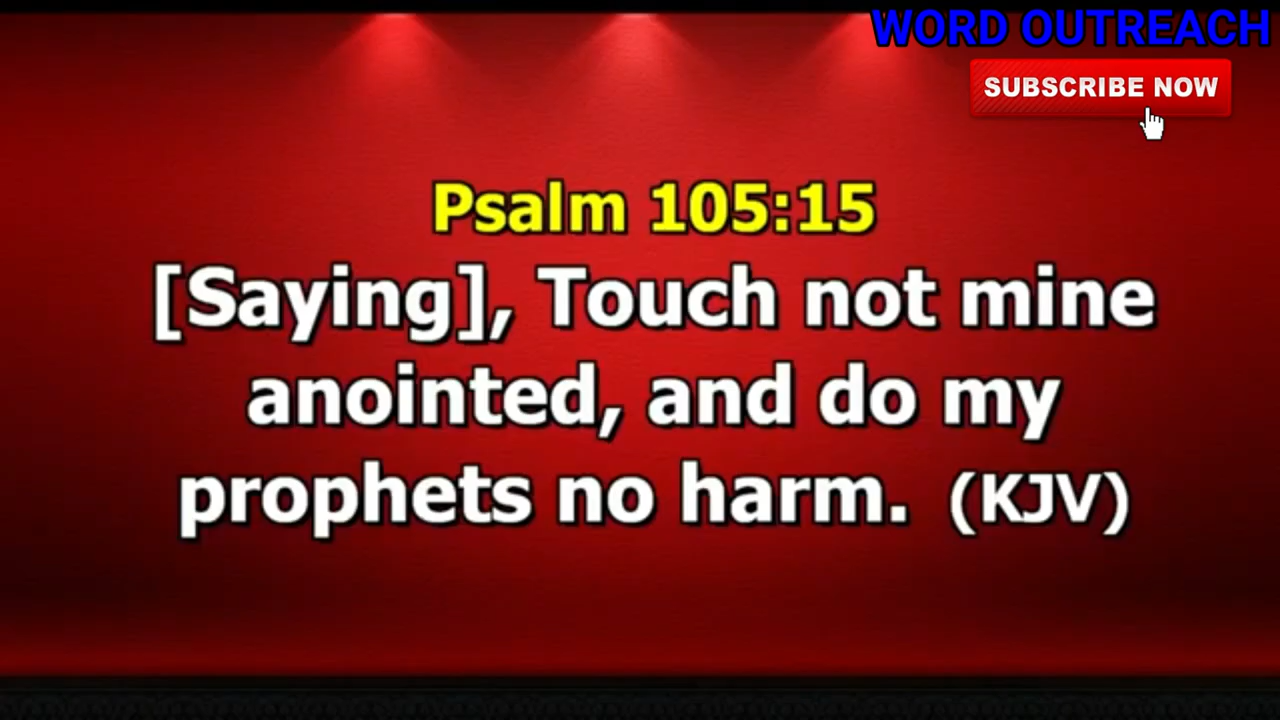 WORD OUTREACH
SUBSCRIBE NOW
Psalm 105:15
[Saying], Touch not mine
anointed, and do my
prophets no harm. (KJV)